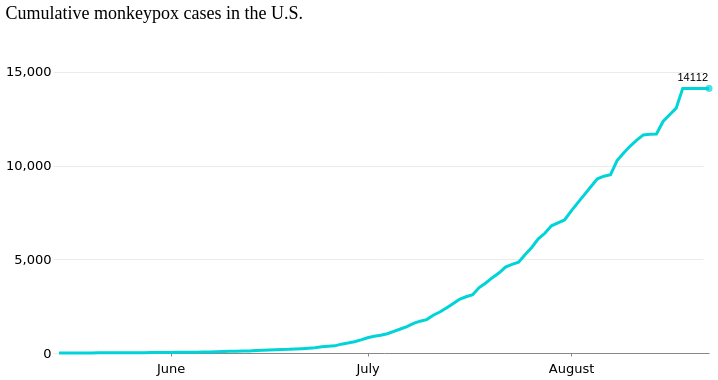 Cumulative monkeypox cases in the U.S.
14112
15,000
10,000
5,000
0
June July August